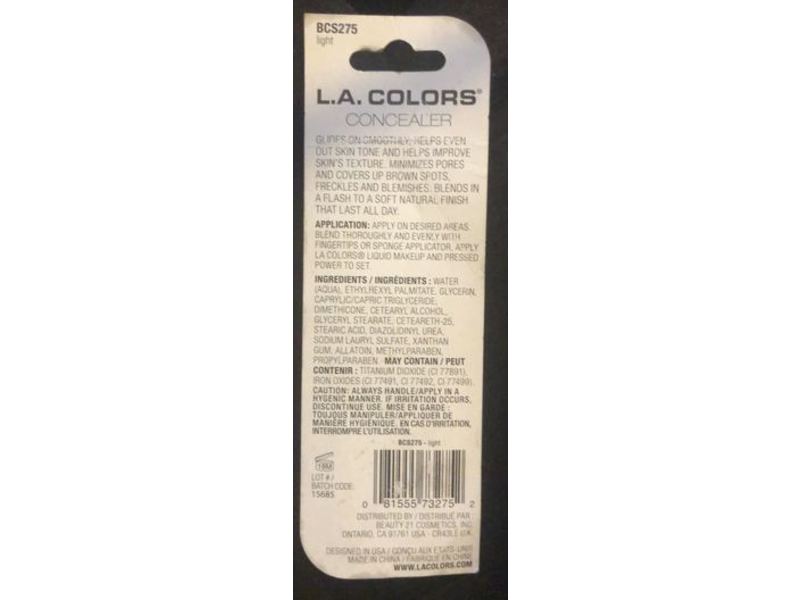 BCS275
light
L.A. COLORS®
CONCEALER
GLIDES ON SMOOTHLY, HELPS EVEN
OUT SKIN TONE AND HELPS IMPROVE
SKIN'S TEXTURE. MINIMIZES PORES
AND COVERS UP BROWN SPOTS,
FRECKLES AND BLEMISHES. BLENDS IN
A FLASH TO A SOFT NATURAL FINISH
THAT LAST ALL DAY.
APPLICATION: APPLY ON DESIRED AREAS.
BLEND THOROUGHLY AND EVENLY WITH
FINGERTIPS OR SPONGE APPLICATOR, APPLY
LA COLORS® LIQUID MAKEUP AND PRESSED
POWER TO SET.
INGREDIENTS / INGRÉDIENTS : WATER
(AQUA), ETHYLHEXYL PALMITATE, GLYCERIN,
CAPRYLIC/CAPRIC TRIGLYCERIDE,
DIMETHICONE, CETEARYL ALCOHOL,
GLYCERYL STEARATE, CETEARETH-25,
STEARIC ACID, DIAZOLIDINYL UREA,
SODIUM LAURYL SULFATE, XANTHAN
GUM, ALLATOIN, METHYLPARABEN,
PROPYLPARABEN. MAY CONTAIN / PEUT
CONTENIR : TITANIUM DIOXIDE (CI 77891),
IRON OXIDES (CI 77491, CI 77492, CI 77499).
CAUTION: ALWAYS HANDLE/APPLY IN A
HYGENIC MANNER. IF IRRITATION OCCURS,
DISCONTINUE USE. MISE EN GARDE :
TOUJOURS MANIPULER/APPLIQUER DE
MANIÈRE HYGIÉNIQUE. EN CAS D'IRRITATION,
INTERROMPRE L'UTILISATION.
BCS275 - light
18M
LOT # /
BATCH CODE:
15685
0 81555 73275 2
DISTRIBUTED BY / DISTRIBUÉ PAR :
BEAUTY 21 COSMETICS, INC.
ONTARIO, CA 91761 USA - CR43LE UK
DESIGNED IN USA / CONÇU AUX ETATS-UNIS
MADE IN CHINA / FABRIQUÉ EN CHINE
WWW.LACOLORS.COM